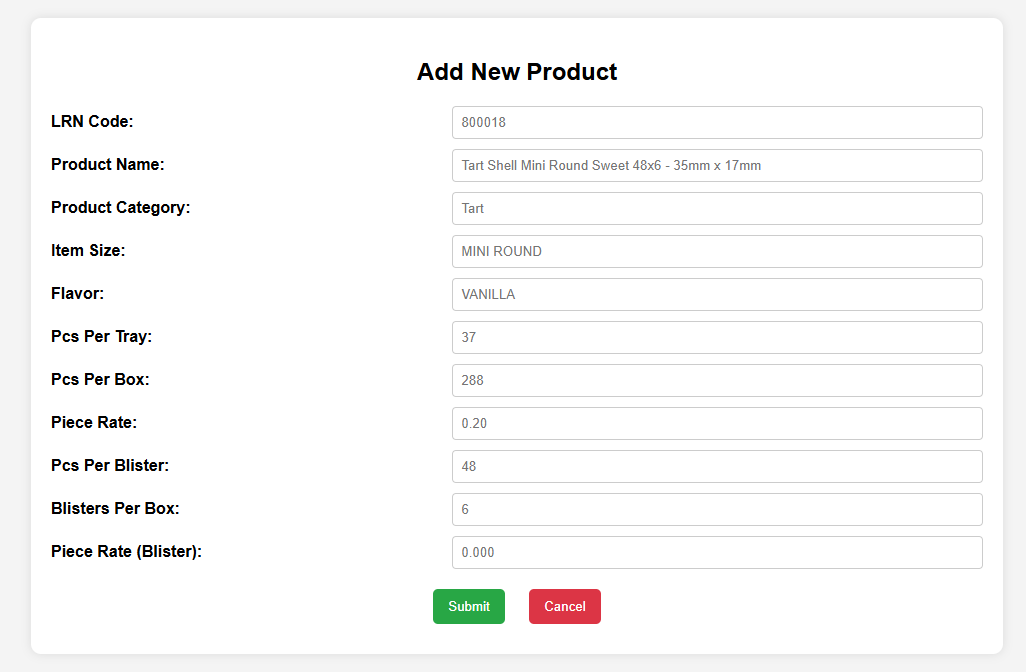 Add New Product
LRN Code: 800018
Product Name: Tart Shell Mini Round Sweet 48x6 - 35mm x 17mm
Product Category: Tart
Item Size: MINI ROUND
Flavor: VANILLA
Pcs Per Tray: 37
Pcs Per Box: 288
Piece Rate: 0.20
Pcs Per Blister: 48
Blisters Per Box: 6
Piece Rate (Blister): 0.000
Submit Cancel